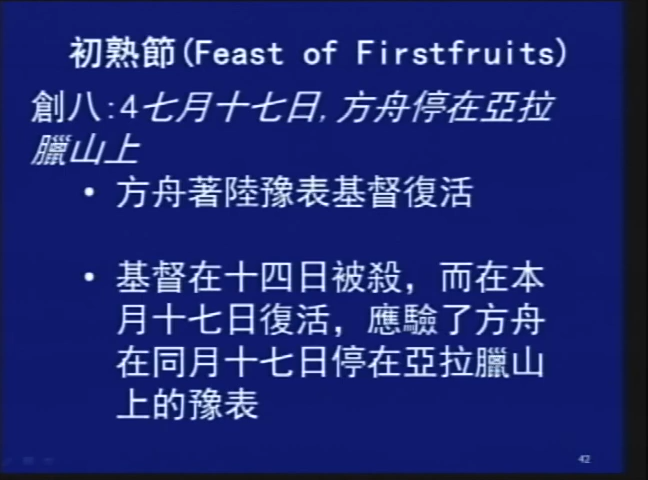 初熟節(Feast of Firstfruits)
創八:4七月十七日,方舟停在亞拉
臘山上
• 方舟著陸豫表基督復活
• 基督在十四日被殺，而在本
月十七日復活，應驗了方舟
在同月十七日停在亞拉臘山
上的豫表
42